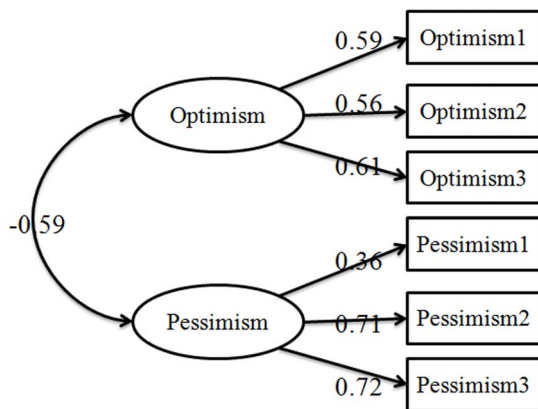 0.59 Optimism1
Optimism
0.56 Optimism2
0.61 Optimism3
-0.59
0.36 Pessimism1
Pessimism
0.71 Pessimism2
0.72 Pessimism3